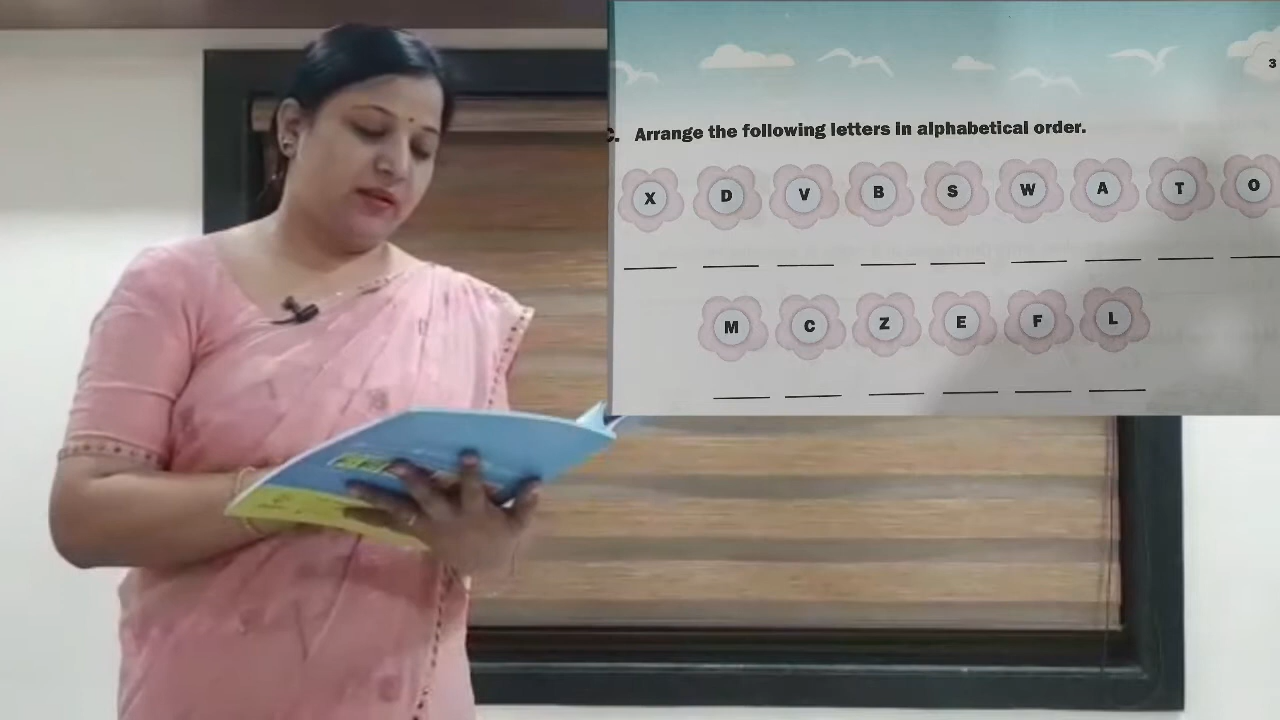 3
C. Arrange the following letters in alphabetical order.
X D V B S W A T O
M C Z E F L